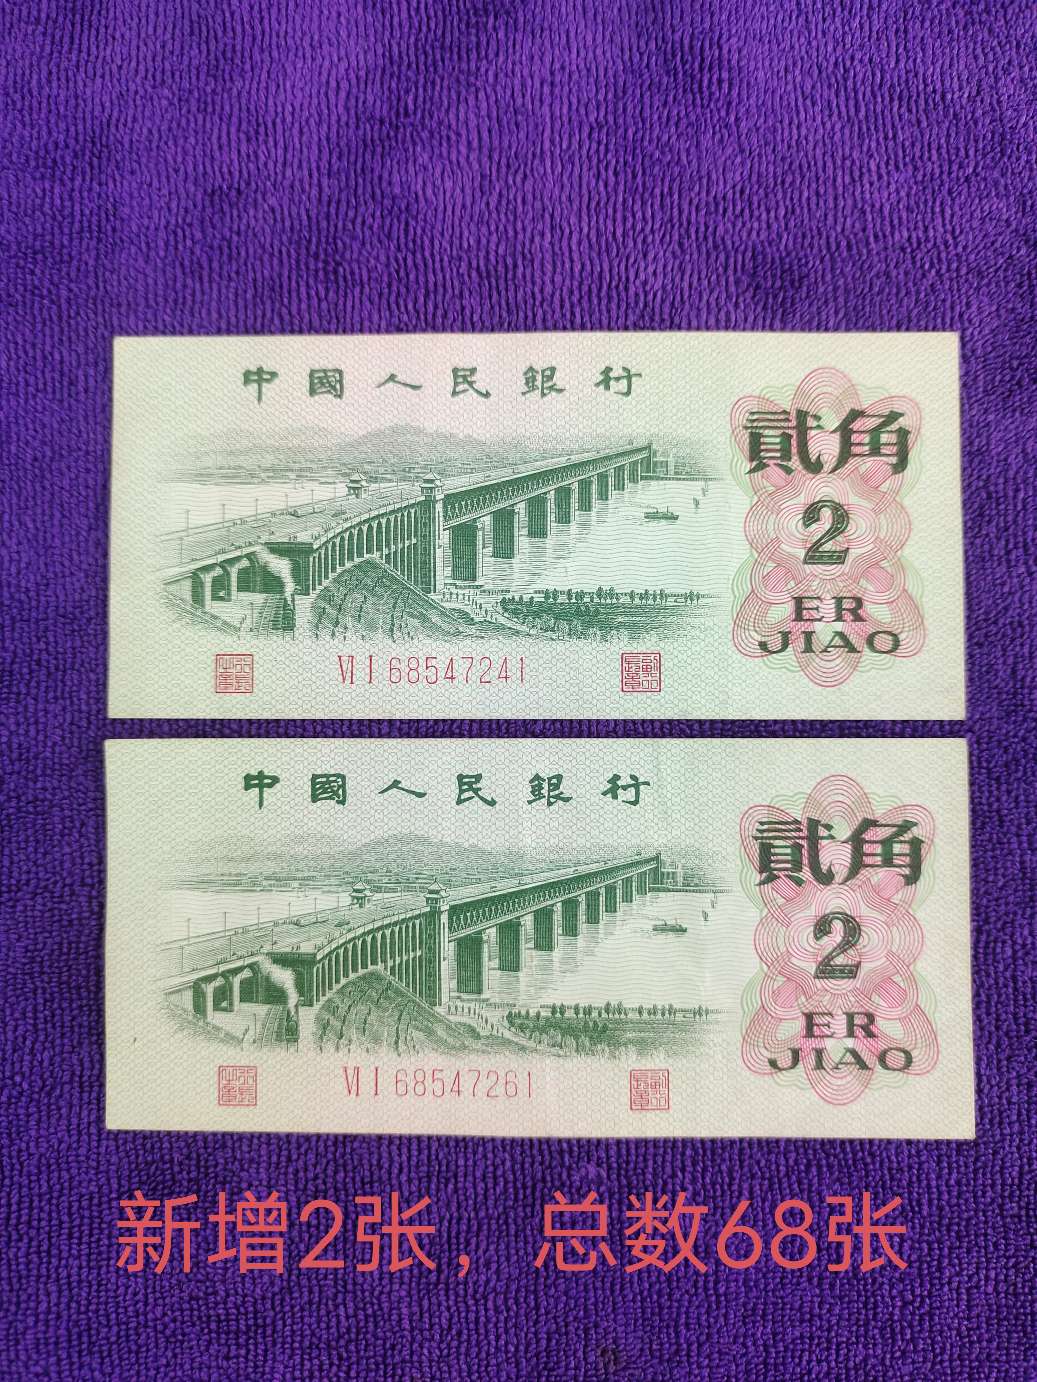 中國人民銀行
貳角
2
ER
JIAO
Ⅵ Ⅰ 68547241
中國人民銀行
貳角
2
ER
JIAO
Ⅵ Ⅰ 68547261
新增2张，总数68张